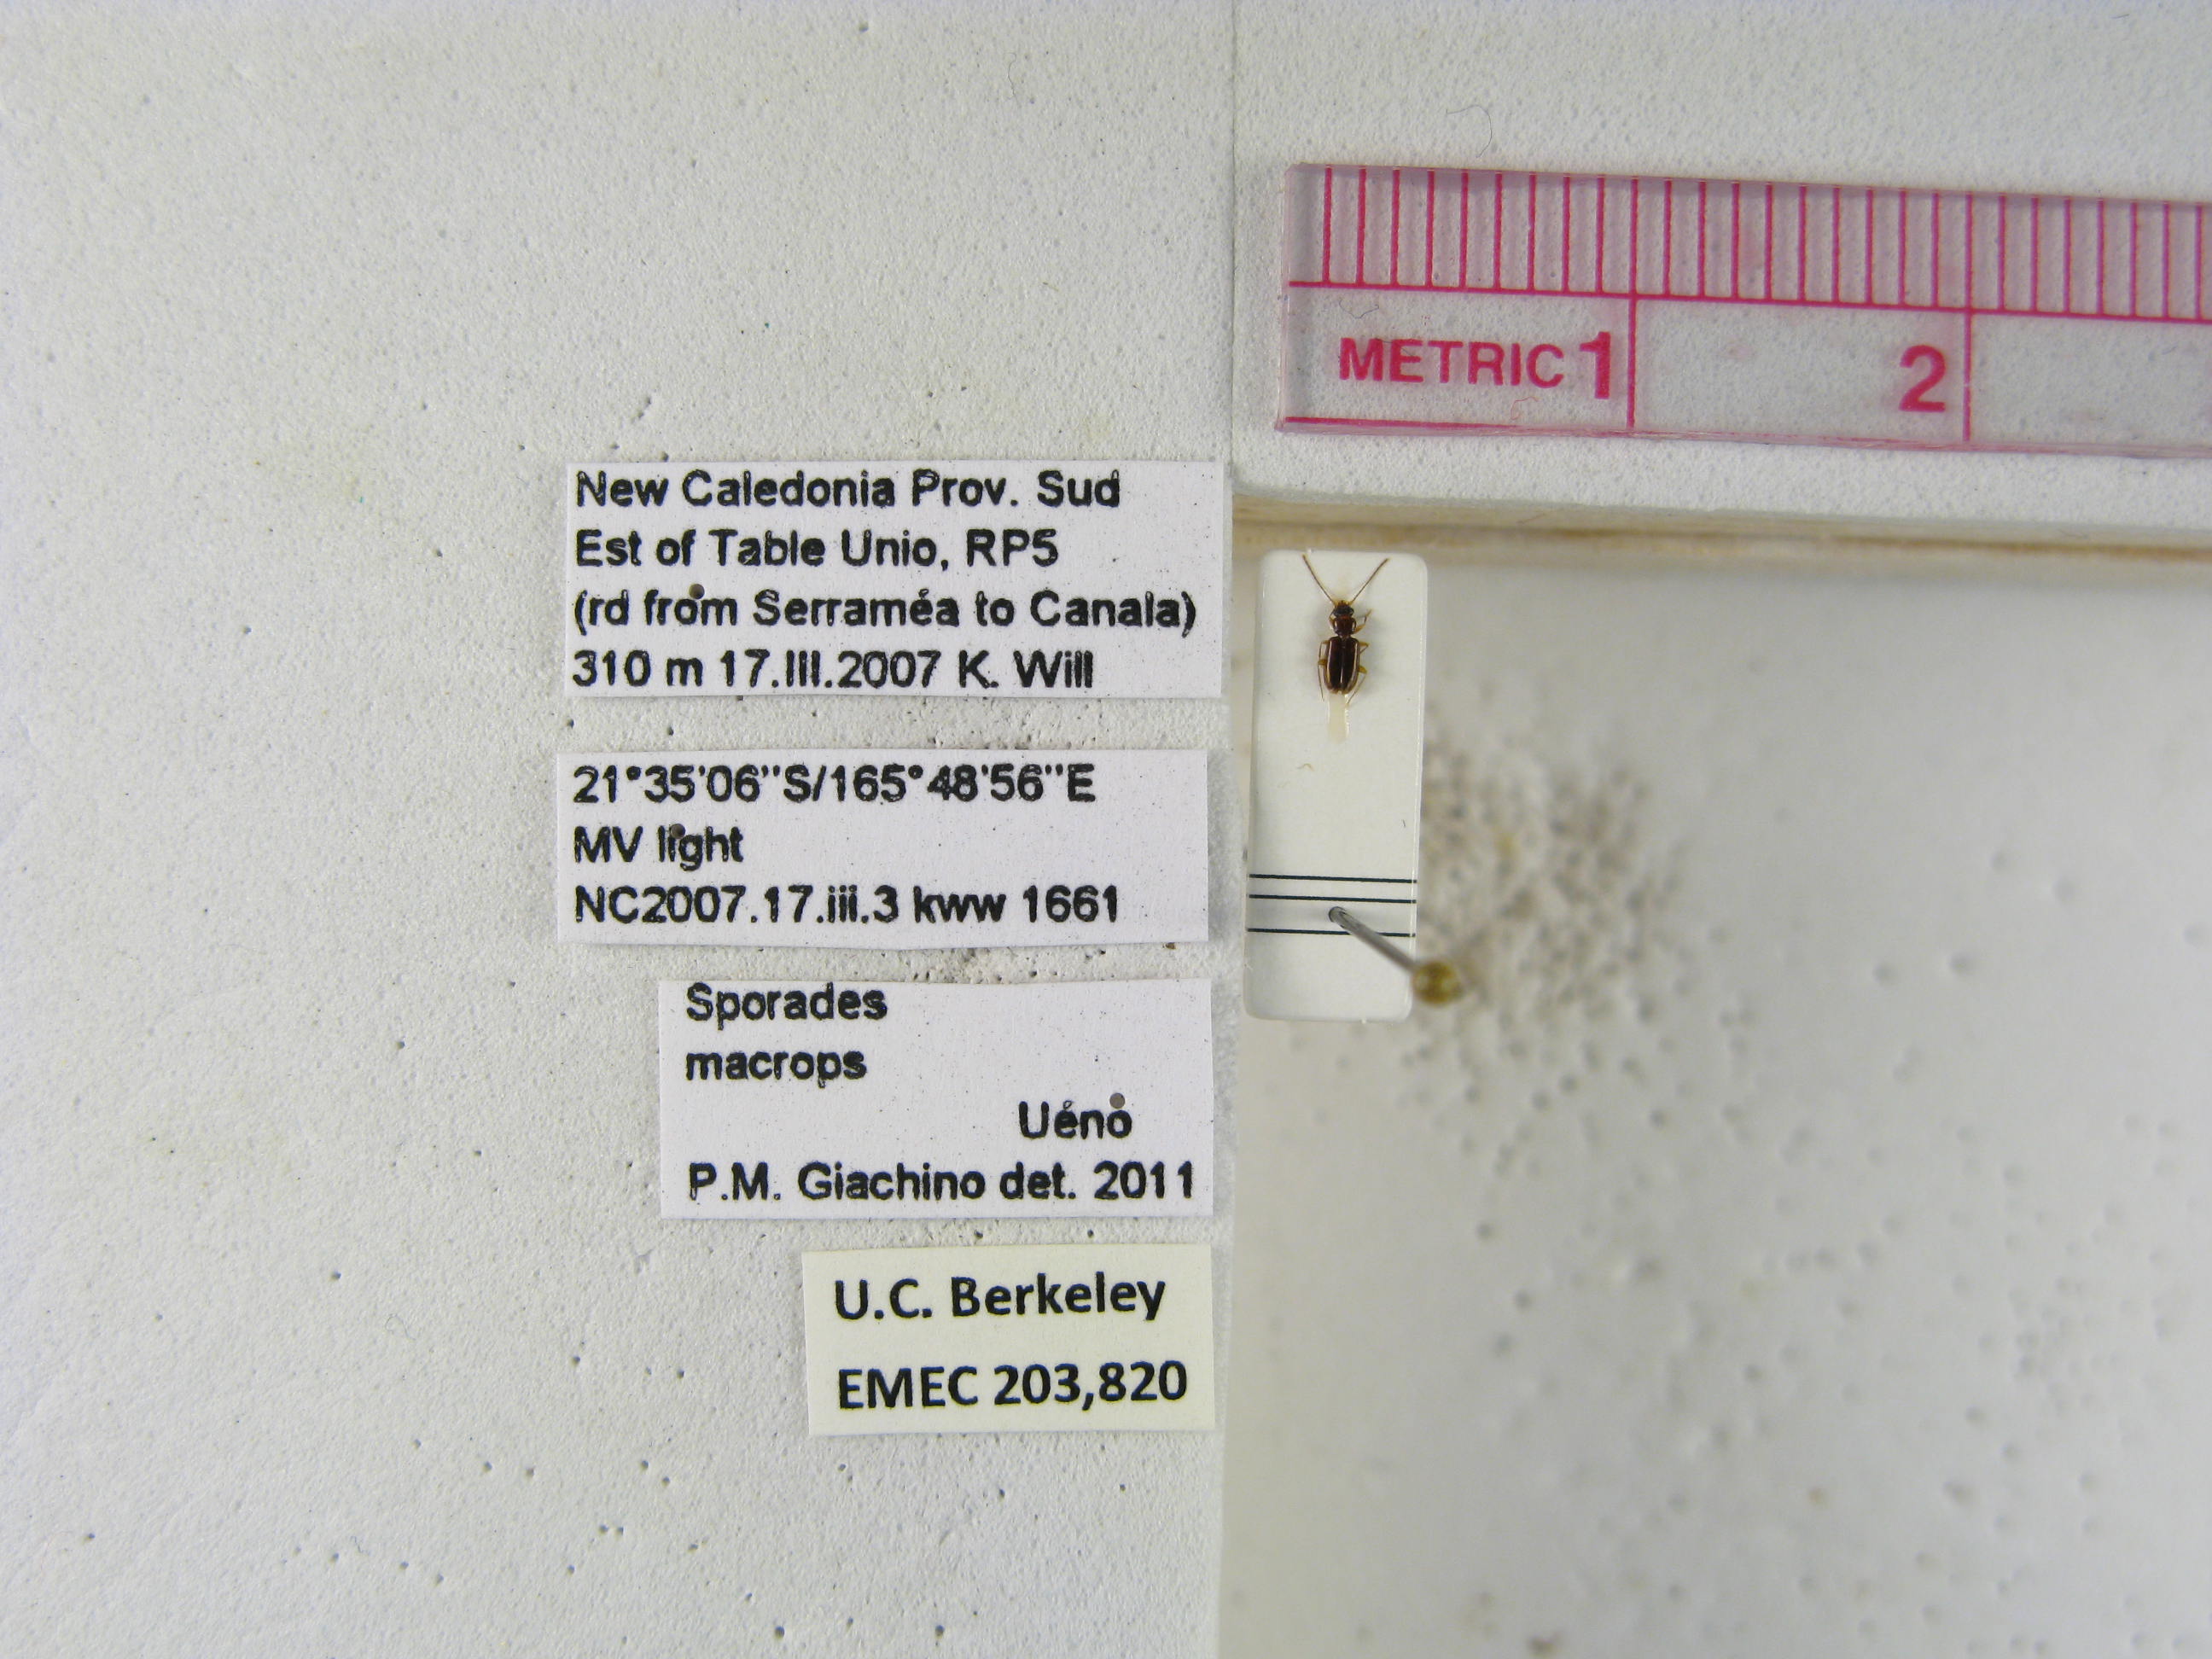 METRIC 1 2
New Caledonia Prov. Sud
Est of Table Unio, RP5
(rd from Serraméa to Canala)
310 m 17.III.2007 K. Will
21°35'06''S/165°48'56''E
MV light
NC2007.17.iii.3 kww 1661
Sporades
macrops
Uéno
P.M. Giachino det. 2011
U.C. Berkeley
EMEC 203,820